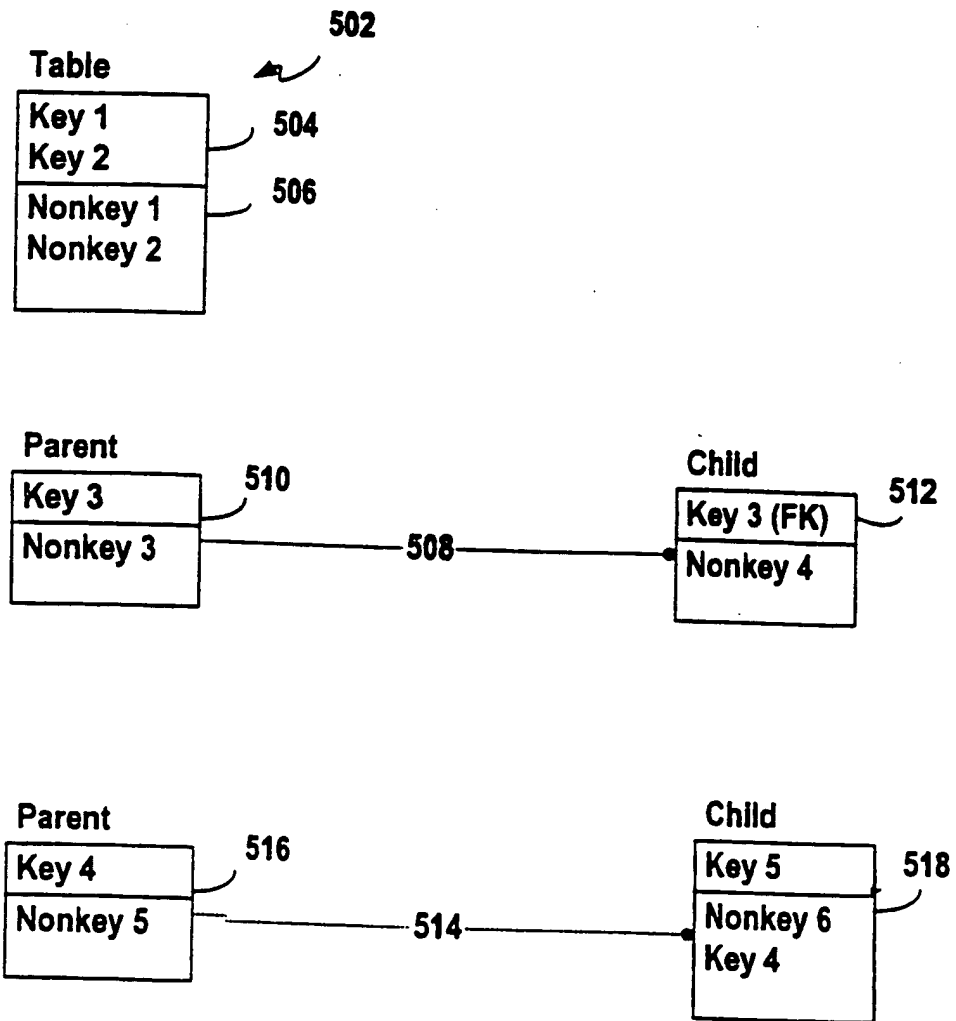 502
Table
Key 1
Key 2
504
506
Nonkey 1
Nonkey 2
Parent
Key 3
510
Nonkey 3
508
Child
Key 3 (FK)
512
Nonkey 4
Parent
Key 4
516
Nonkey 5
514
Child
Key 5
518
Nonkey 6
Key 4